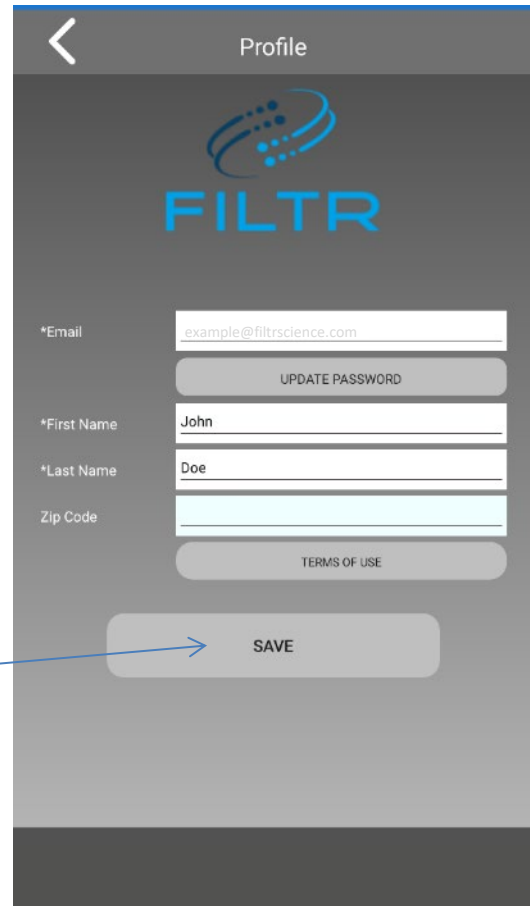 Profile
FILTR
*Email example@filtrscience.com
UPDATE PASSWORD
*First Name John
*Last Name Doe
Zip Code
TERMS OF USE
SAVE